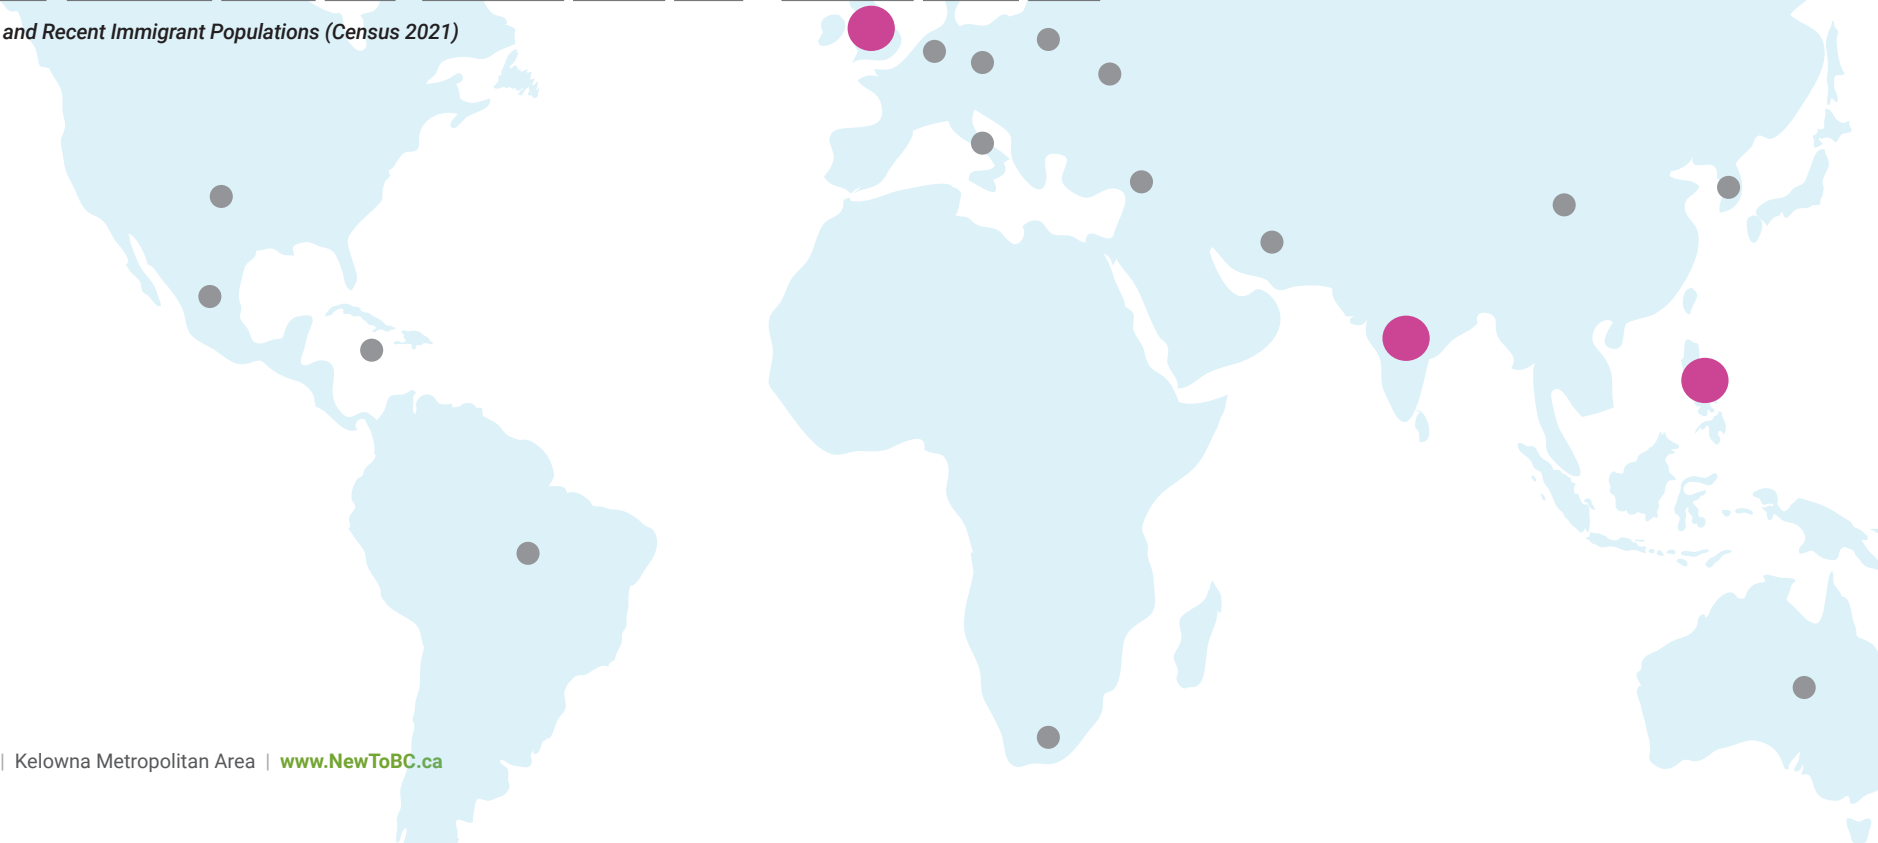 and Recent Immigrant Populations (Census 2021)
| Kelowna Metropolitan Area | www.NewToBC.ca